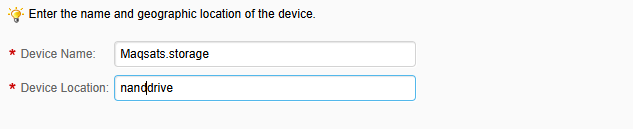 Enter the name and geographic location of the device.
* Device Name: Maqsats.storage
* Device Location: nanddrive